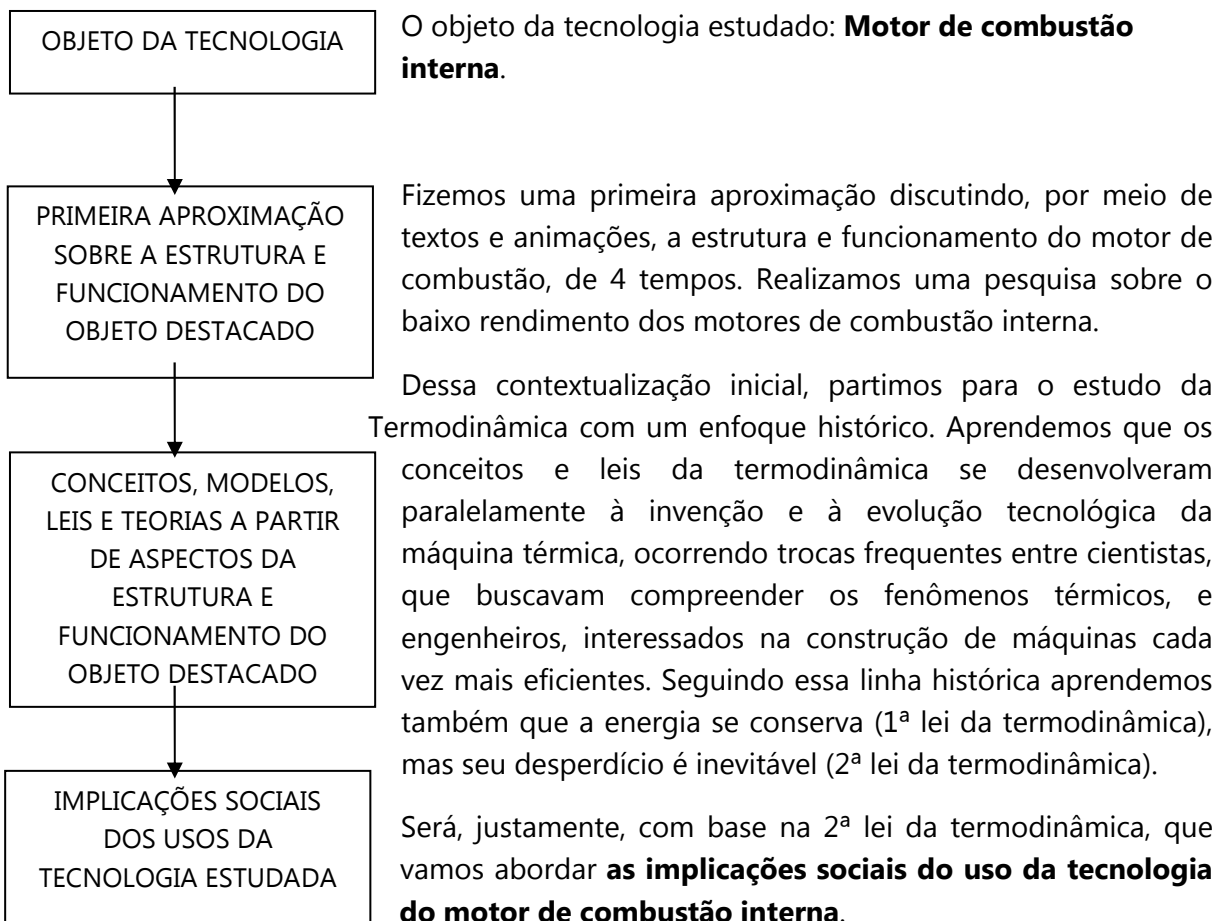 OBJETO DA TECNOLOGIA
O objeto da tecnologia estudado: Motor de combustão
interna.
PRIMEIRA APROXIMAÇÃO
SOBRE A ESTRUTURA E
FUNCIONAMENTO DO
OBJETO DESTACADO
Fizemos uma primeira aproximação discutindo, por meio de
textos e animações, a estrutura e funcionamento do motor de
combustão, de 4 tempos. Realizamos uma pesquisa sobre o
baixo rendimento dos motores de combustão interna.
CONCEITOS, MODELOS,
LEIS E TEORIAS A PARTIR
DE ASPECTOS DA
ESTRUTURA E
FUNCIONAMENTO DO
OBJETO DESTACADO
Dessa contextualização inicial, partimos para o estudo da
Termodinâmica com um enfoque histórico. Aprendemos que os
conceitos e leis da termodinâmica se desenvolveram
paralelamente à invenção e à evolução tecnológica da
máquina térmica, ocorrendo trocas frequentes entre cientistas,
que buscavam compreender os fenômenos térmicos, e
engenheiros, interessados na construção de máquinas cada
vez mais eficientes. Seguindo essa linha histórica aprendemos
também que a energia se conserva (1ª lei da termodinâmica),
mas seu desperdício é inevitável (2ª lei da termodinâmica).
IMPLICAÇÕES SOCIAIS
DOS USOS DA
TECNOLOGIA ESTUDADA
Será, justamente, com base na 2ª lei da termodinâmica, que
vamos abordar as implicações sociais do uso da tecnologia
do motor de combustão interna.